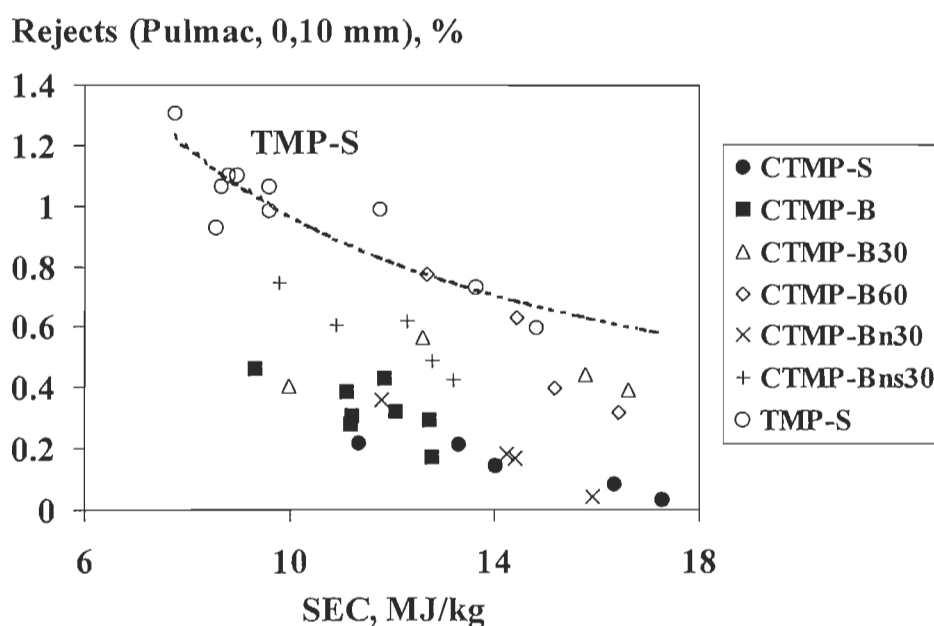 Rejects (Pulmac, 0,10 mm), %
1.4
1.2
1
0.8
0.6
0.4
0.2
0
TMP-S
6
10
14
18
SEC, MJ/kg
CTMP-S
CTMP-B
CTMP-B30
CTMP-B60
CTMP-Bn30
CTMP-Bns30
TMP-S